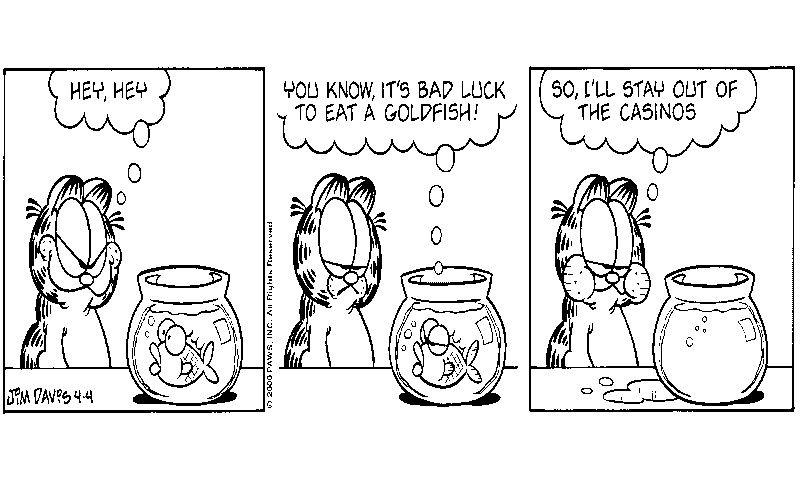 HEY, HEY
YOU KNOW, IT'S BAD LUCK
TO EAT A GOLDFISH!
SO, I'LL STAY OUT OF
THE CASINOS
JIM DAVIS 4-4
© 2000 PAWS, INC. All Rights Reserved